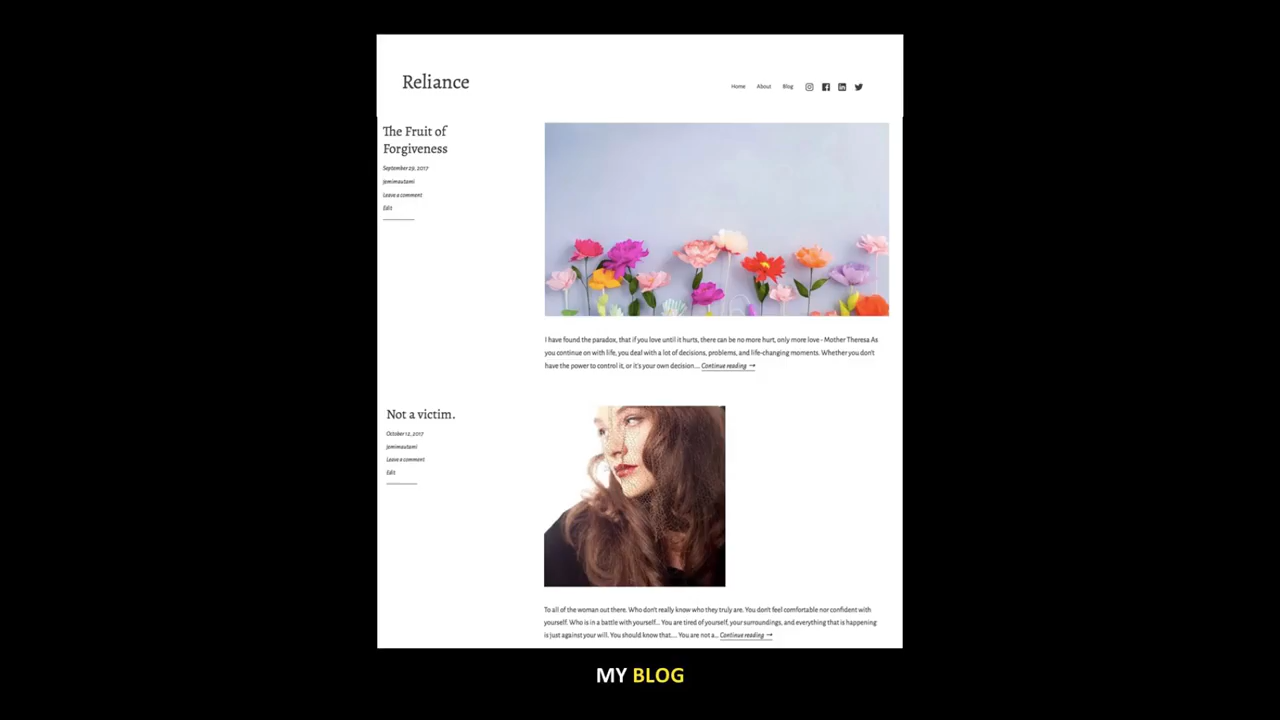 Reliance
Home About Blog
The Fruit of
Forgiveness
September 29, 2017
jemimautami
Leave a comment
Edit
I have found the paradox, that if you love until it hurts, there can be no more hurt, only more love - Mother Theresa As
you continue on with life, you deal with a lot of decisions, problems, and life-changing moments. Whether you don't
have the power to control it, or it's your own decision.... Continue reading →
Not a victim.
October 12, 2017
jemimautami
Leave a comment
Edit
To all of the woman out there. Who don't really know who they truly are. You don't feel comfortable nor confident with
yourself. Who is in a battle with yourself... You are tired of yourself, your surroundings, and everything that is happening
is just against your will. You should know that.... You are not a... Continue reading →
MY BLOG